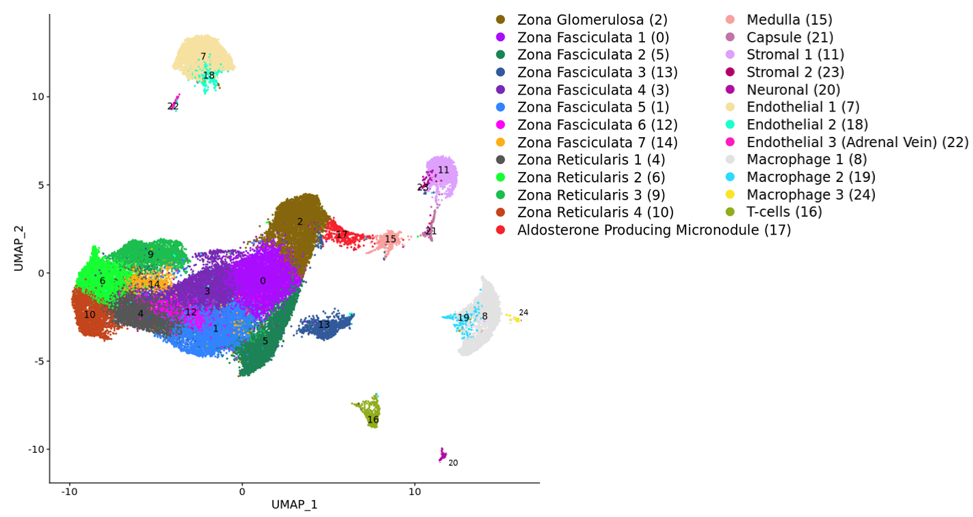 Zona Glomerulosa (2)
Zona Fasciculata 1 (0)
Zona Fasciculata 2 (5)
Zona Fasciculata 3 (13)
Zona Fasciculata 4 (3)
Zona Fasciculata 5 (1)
Zona Fasciculata 6 (12)
Zona Fasciculata 7 (14)
Zona Reticularis 1 (4)
Zona Reticularis 2 (6)
Zona Reticularis 3 (9)
Zona Reticularis 4 (10)
Aldosterone Producing Micronodule (17)
Medulla (15)
Capsule (21)
Stromal 1 (11)
Stromal 2 (23)
Neuronal (20)
Endothelial 1 (7)
Endothelial 2 (18)
Endothelial 3 (Adrenal Vein) (22)
Macrophage 1 (8)
Macrophage 2 (19)
Macrophage 3 (24)
T-cells (16)
UMAP_2
10
5
0
-5
-10
7
18
22
11
23
21
2
17
15
9
6
14
3
0
10
4
12
1
5
13
19
8
24
16
20
-10
0
10
UMAP_1